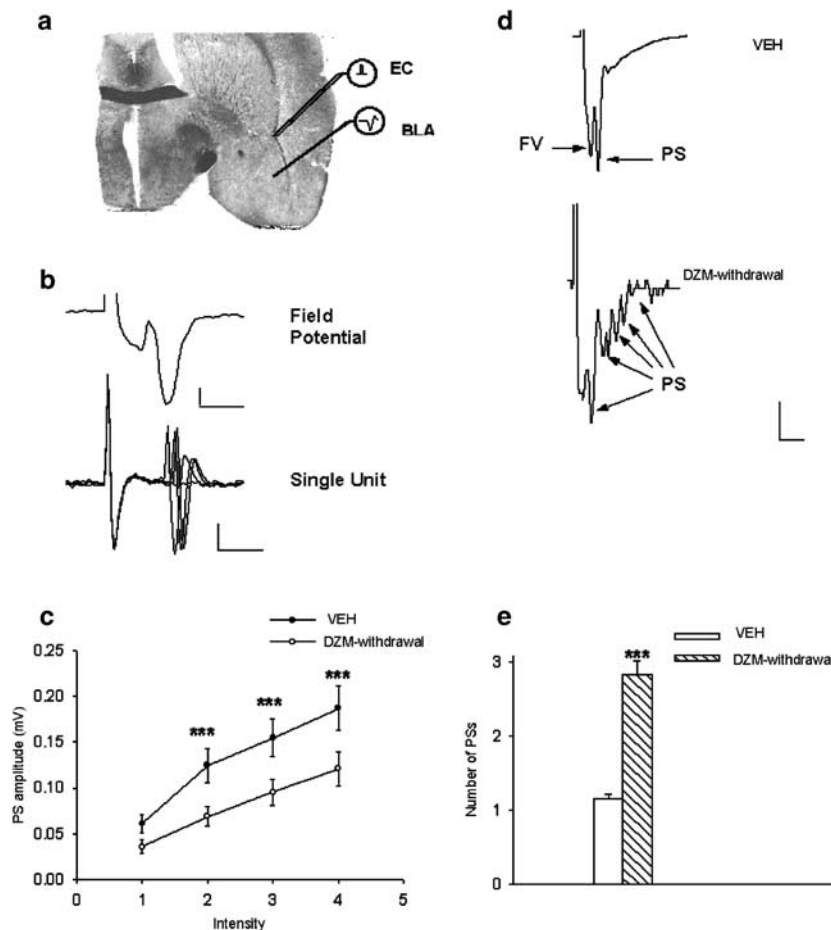 a
EC
BLA
b
Field
Potential
Single Unit
c
VEH
DZM-withdrawal
PS amplitude (mV)
0.25
0.20
0.15
0.10
0.05
0.00
***
***
***
0
1
2
3
4
5
Intensity
d
VEH
FV
PS
DZM-withdrawal
PS
e
VEH
DZM-withdrawal
Number of PSs
3
2
1
0
***